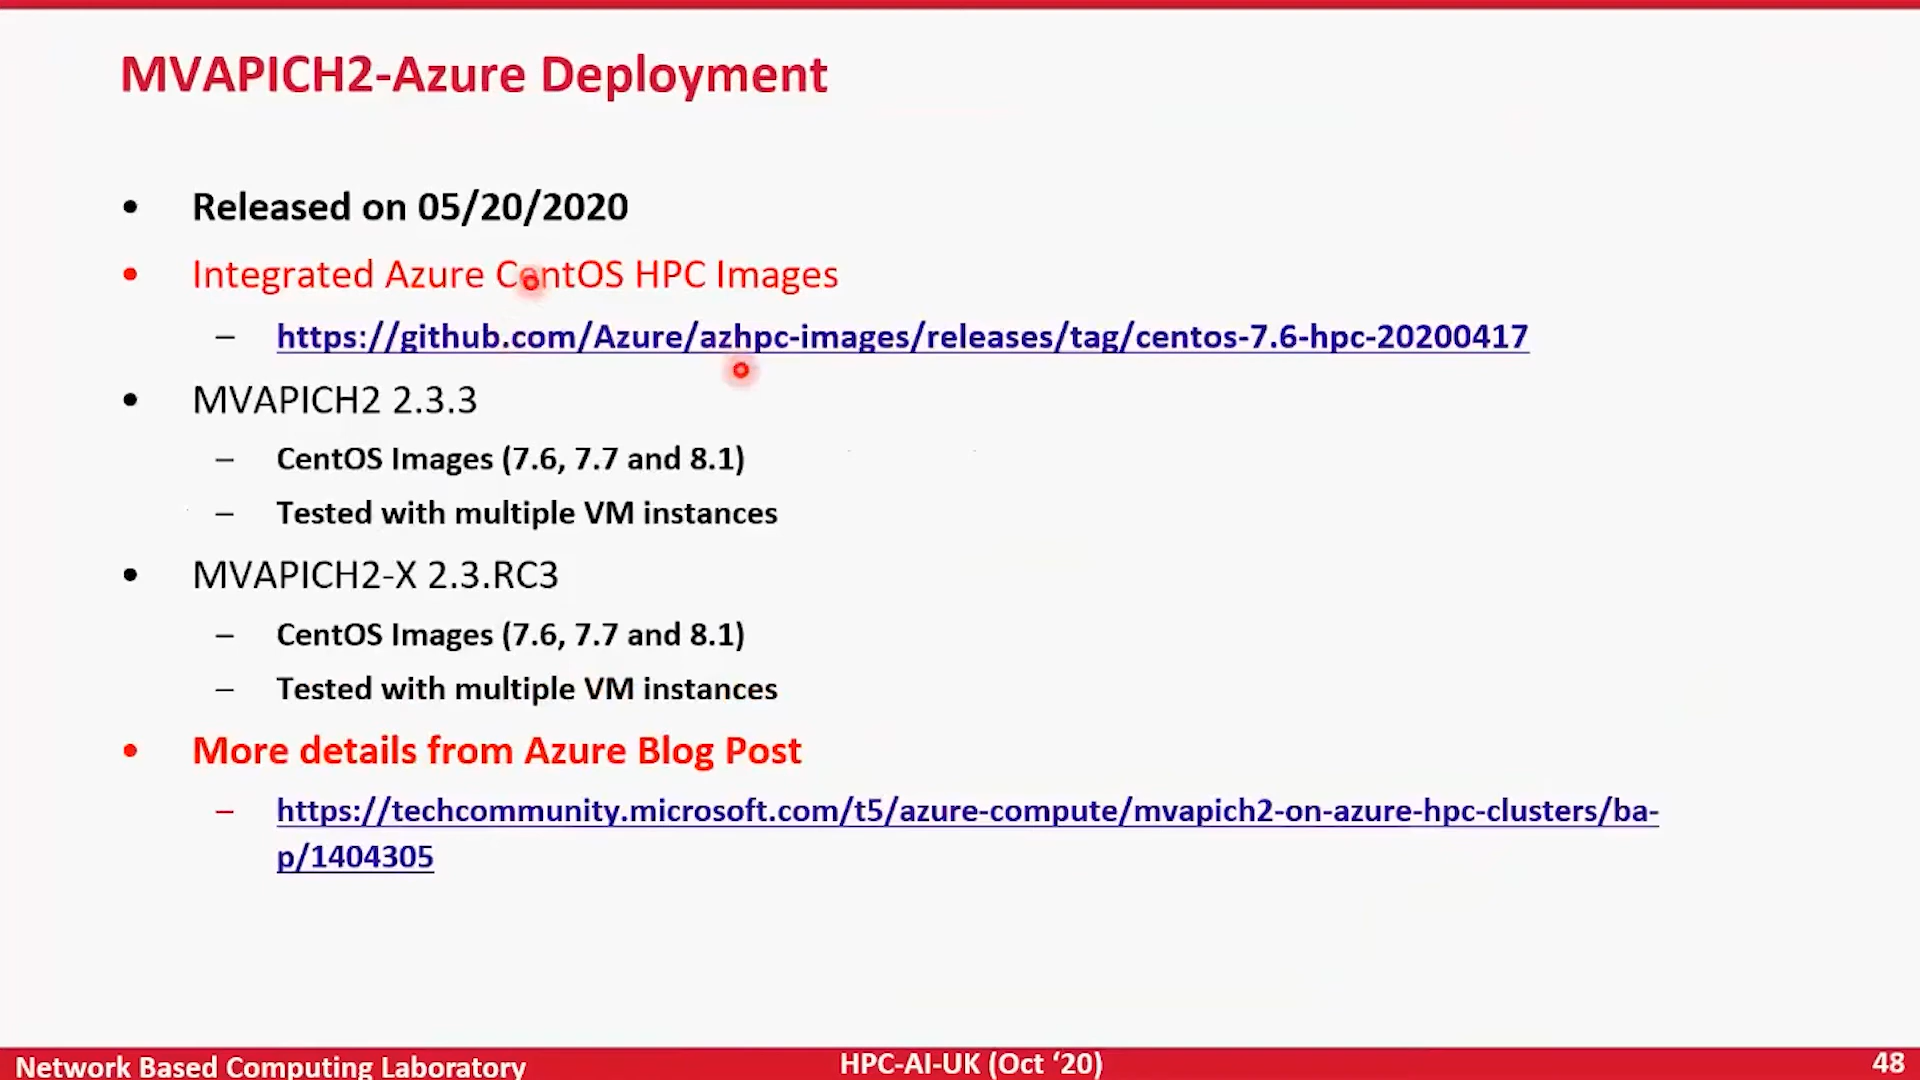 MVAPICH2-Azure Deployment
• Released on 05/20/2020
• Integrated Azure CentOS HPC Images
– https://github.com/Azure/azhpc-images/releases/tag/centos-7.6-hpc-20200417
• MVAPICH2 2.3.3
– CentOS Images (7.6, 7.7 and 8.1)
– Tested with multiple VM instances
• MVAPICH2-X 2.3.RC3
– CentOS Images (7.6, 7.7 and 8.1)
– Tested with multiple VM instances
• More details from Azure Blog Post
– https://techcommunity.microsoft.com/t5/azure-compute/mvapich2-on-azure-hpc-clusters/ba-
p/1404305
Network Based Computing Laboratory
HPC-AI-UK (Oct ‘20)
48